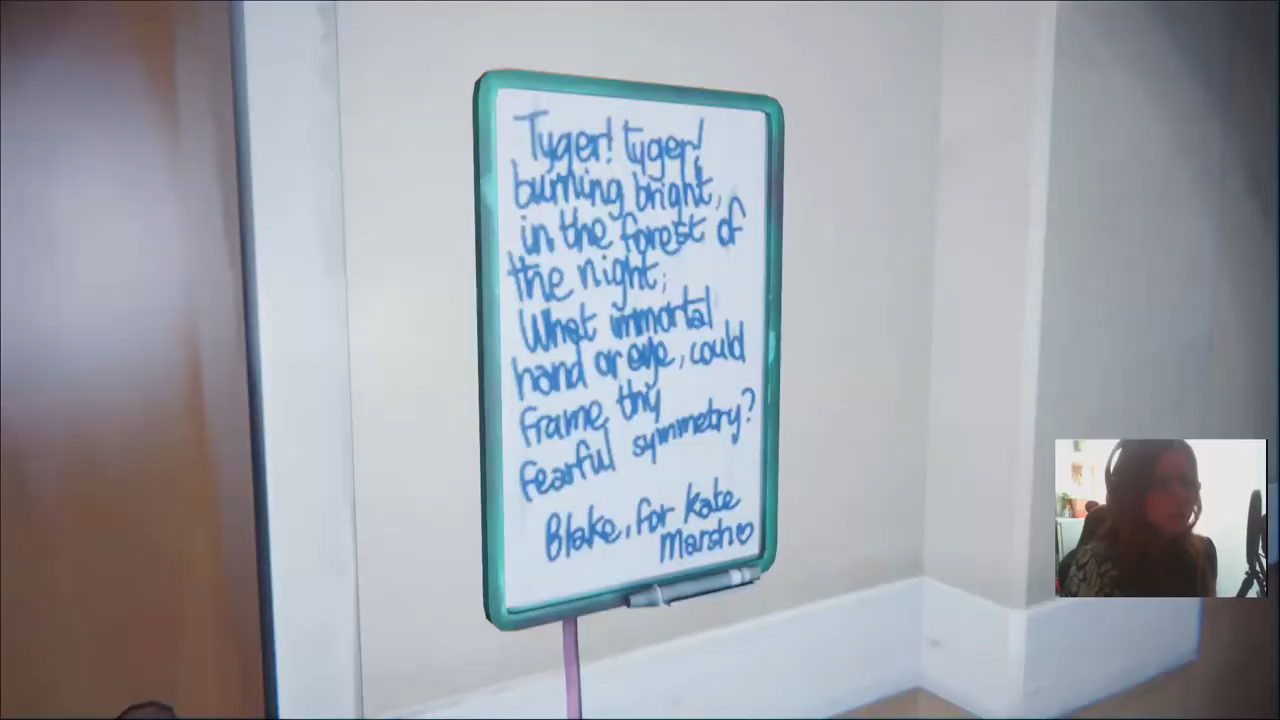 Tyger! tyger!
burning bright,
in the forest of
the night;
What immortal
hand or eye, could
frame thy
fearful symmetry?
Blake, for Kate
Marsh♡